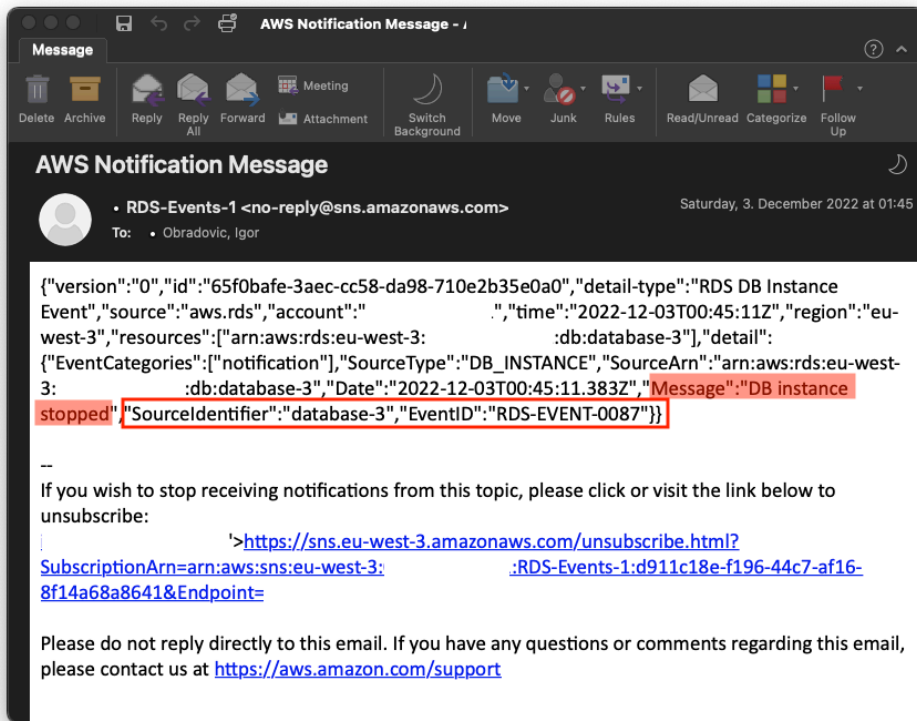 AWS Notification Message -
Message
?
Delete
Archive
Reply
Reply All
Forward
Meeting
Attachment
Switch Background
Move
Junk
Rules
Read/Unread
Categorize
Follow Up
AWS Notification Message
• RDS-Events-1 <no-reply@sns.amazonaws.com>
Saturday, 3. December 2022 at 01:45
To: • Obradovic, Igor
{"version":"0","id":"65f0bafe-3aec-cc58-da98-710e2b35e0a0","detail-type":"RDS DB Instance
Event","source":"aws.rds","account":" .","time":"2022-12-03T00:45:11Z","region":"eu-
west-3","resources":["arn:aws:rds:eu-west-3: :db:database-3"],"detail":
{"EventCategories":["notification"],"SourceType":"DB_INSTANCE","SourceArn":"arn:aws:rds:eu-west-
3: :db:database-3","Date":"2022-12-03T00:45:11.383Z","Message":"DB instance
stopped","SourceIdentifier":"database-3","EventID":"RDS-EVENT-0087"}}
--
If you wish to stop receiving notifications from this topic, please click or visit the link below to
unsubscribe:
'>https://sns.eu-west-3.amazonaws.com/unsubscribe.html?
SubscriptionArn=arn:aws:sns:eu-west-3: :RDS-Events-1:d911c18e-f196-44c7-af16-
8f14a68a8641&Endpoint=
Please do not reply directly to this email. If you have any questions or comments regarding this email,
please contact us at https://aws.amazon.com/support